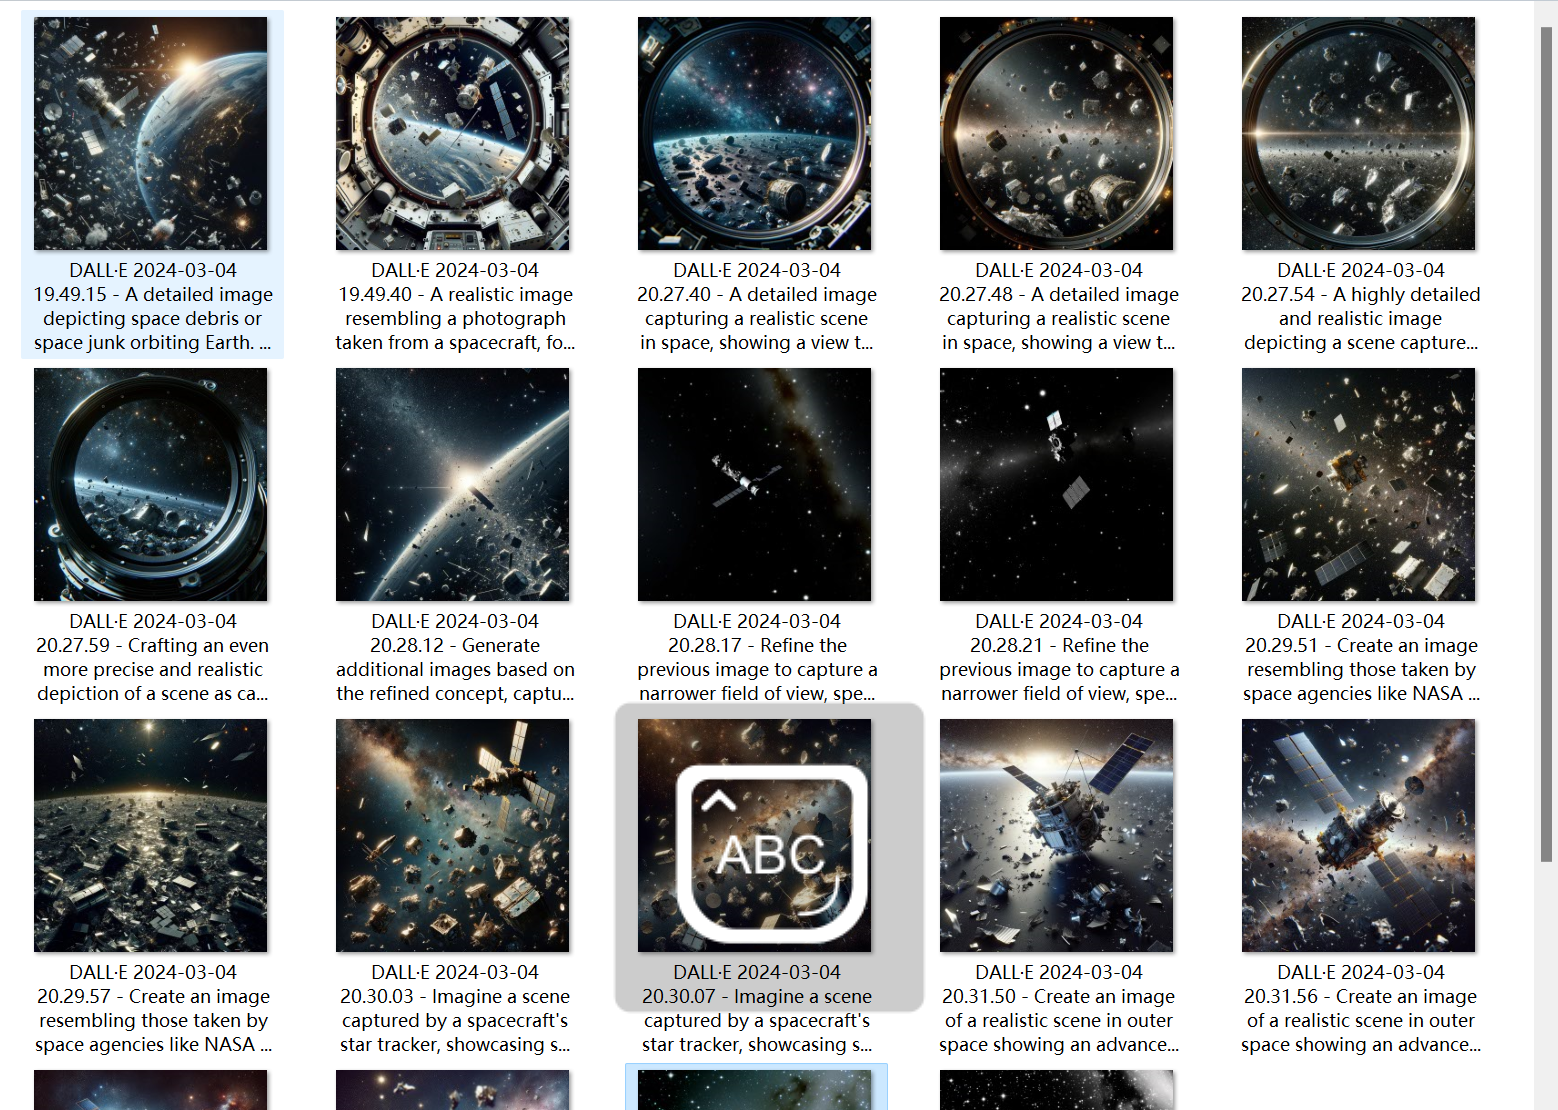 DALL·E 2024-03-04
19.49.15 - A detailed image
depicting space debris or
space junk orbiting Earth. ...
DALL·E 2024-03-04
19.49.40 - A realistic image
resembling a photograph
taken from a spacecraft, fo...
DALL·E 2024-03-04
20.27.40 - A detailed image
capturing a realistic scene
in space, showing a view t...
DALL·E 2024-03-04
20.27.48 - A detailed image
capturing a realistic scene
in space, showing a view t...
DALL·E 2024-03-04
20.27.54 - A highly detailed
and realistic image
depicting a scene capture...
DALL·E 2024-03-04
20.27.59 - Crafting an even
more precise and realistic
depiction of a scene as ca...
DALL·E 2024-03-04
20.28.12 - Generate
additional images based on
the refined concept, captu...
DALL·E 2024-03-04
20.28.17 - Refine the
previous image to capture a
narrower field of view, spe...
DALL·E 2024-03-04
20.28.21 - Refine the
previous image to capture a
narrower field of view, spe...
DALL·E 2024-03-04
20.29.51 - Create an image
resembling those taken by
space agencies like NASA ...
DALL·E 2024-03-04
20.29.57 - Create an image
resembling those taken by
space agencies like NASA ...
DALL·E 2024-03-04
20.30.03 - Imagine a scene
captured by a spacecraft's
star tracker, showcasing s...
ABC
DALL·E 2024-03-04
20.30.07 - Imagine a scene
captured by a spacecraft's
star tracker, showcasing s...
DALL·E 2024-03-04
20.31.50 - Create an image
of a realistic scene in outer
space showing an advance...
DALL·E 2024-03-04
20.31.56 - Create an image
of a realistic scene in outer
space showing an advance...